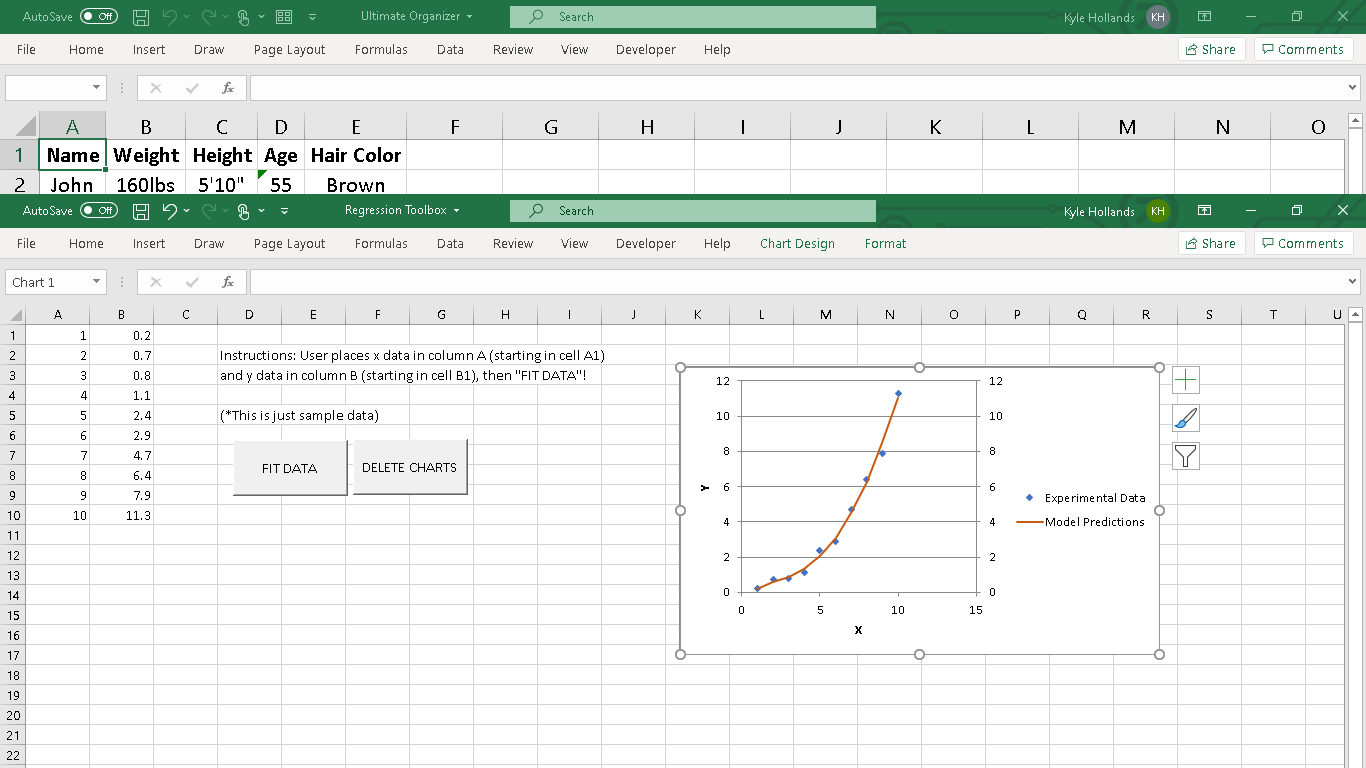 AutoSave Off Ultimate Organizer Search Kyle Hollands KH
File Home Insert Draw Page Layout Formulas Data Review View Developer Help Share Comments
fx
A B C D E F G H I J K L M N O
1 Name Weight Height Age Hair Color
2 John 160lbs 5'10" 55 Brown
AutoSave Off Regression Toolbox Search Kyle Hollands KH
File Home Insert Draw Page Layout Formulas Data Review View Developer Help Chart Design Format Share Comments
Chart 1 fx
A B C D E F G H I J K L M N O P Q R S T U
1 1 0.2
2 2 0.7 Instructions: User places x data in column A (starting in cell A1)
3 3 0.8 and y data in column B (starting in cell B1), then "FIT DATA"!
4 4 1.1
5 5 2.4 (*This is just sample data)
6 6 2.9
7 7 4.7
8 8 6.4
9 9 7.9
10 10 11.3
11
12
13
14
15
16
17
18
19
20
21
22
FIT DATA DELETE CHARTS
12 12
10 10
8 8
Y 6 6
4 4
2 2
0 0
0 5 10 15
X
Experimental Data
Model Predictions